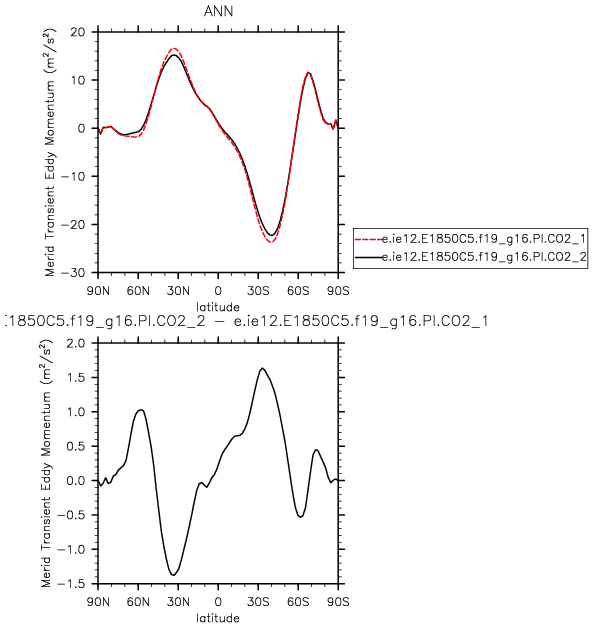 ANN
Merid Transient Eddy Momentum (m²/s²)
20
10
0
−10
−20
−30
90N 60N 30N 0 30S 60S 90S
latitude
e.ie12.E1850C5.f19_g16.PI.CO2_1
e.ie12.E1850C5.f19_g16.PI.CO2_2
:1850C5.f19_g16.PI.CO2_2 − e.ie12.E1850C5.f19_g16.PI.CO2_1
Merid Transient Eddy Momentum (m²/s²)
2.0
1.5
1.0
0.5
0.0
−0.5
−1.0
−1.5
90N 60N 30N 0 30S 60S 90S
latitude